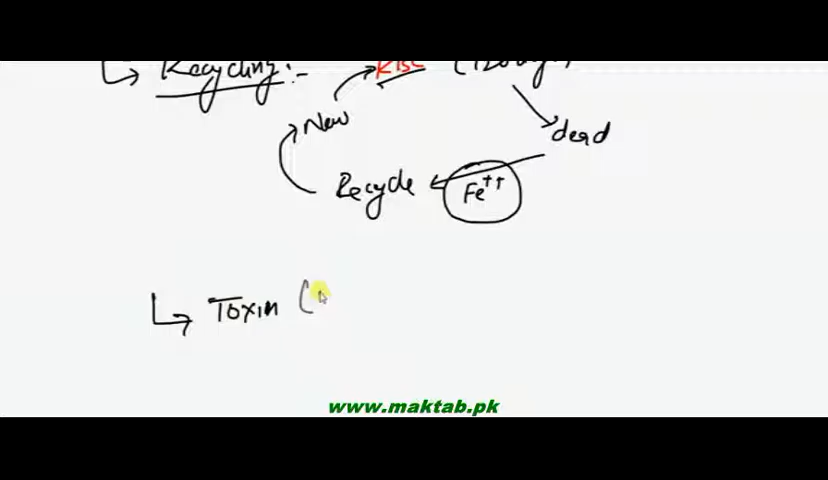 Recycling:-
RBC
New
dead
Recycle
Fe++
Toxin (
www.maktab.pk